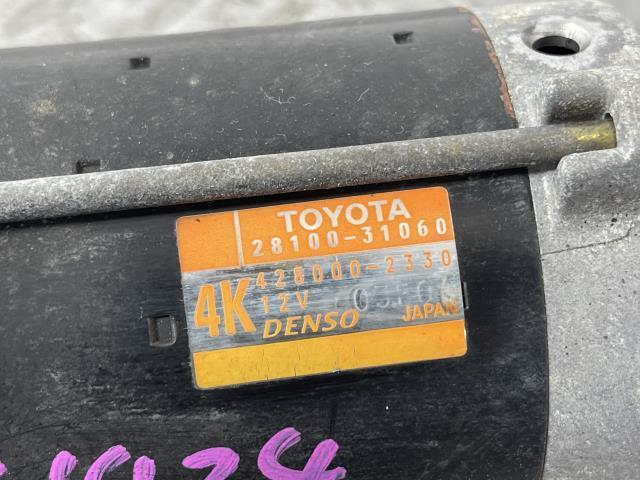 TOYOTA
28100-31060
428000-2330
4K
12V
DENSO JAPAN